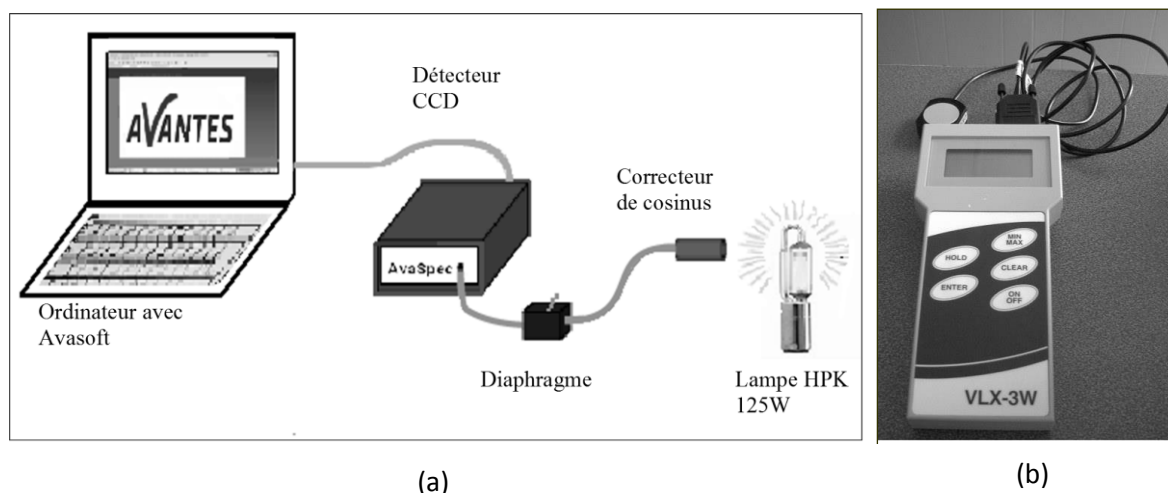 AVANTES
Détecteur
CCD
Correcteur
de cosinus
AvaSpec
Ordinateur avec
Avasoft
Diaphragme
Lampe HPK
125W
(a)
HOLD
MIN
MAX
ENTER
CLEAR
ON
OFF
VLX-3W
(b)